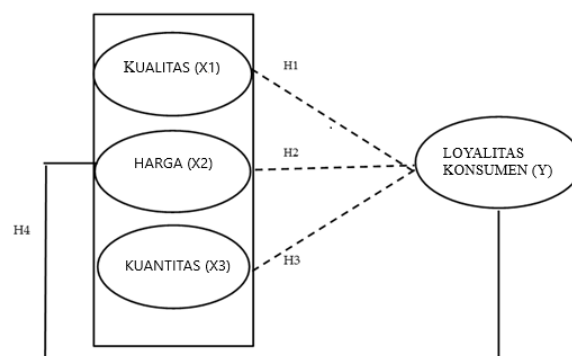 KUALITAS (X1)
H1
HARGA (X2)
H2
LOYALITAS
KONSUMEN (Y)
H4
KUANTITAS (X3)
H3